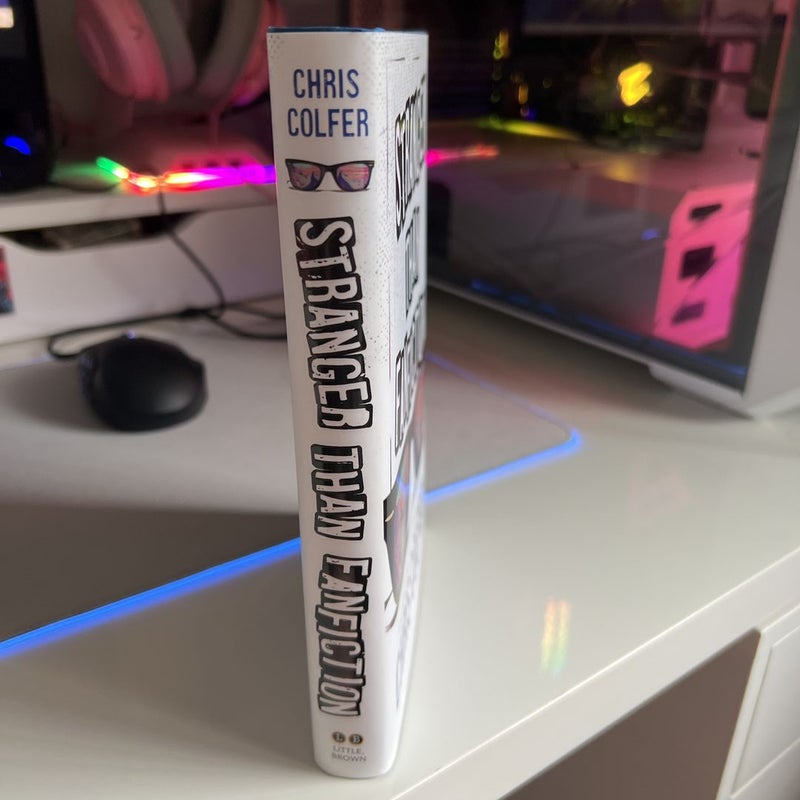 CHRIS
COLFER
STRANGER THAN FANFICTION
L B
LITTLE,
BROWN